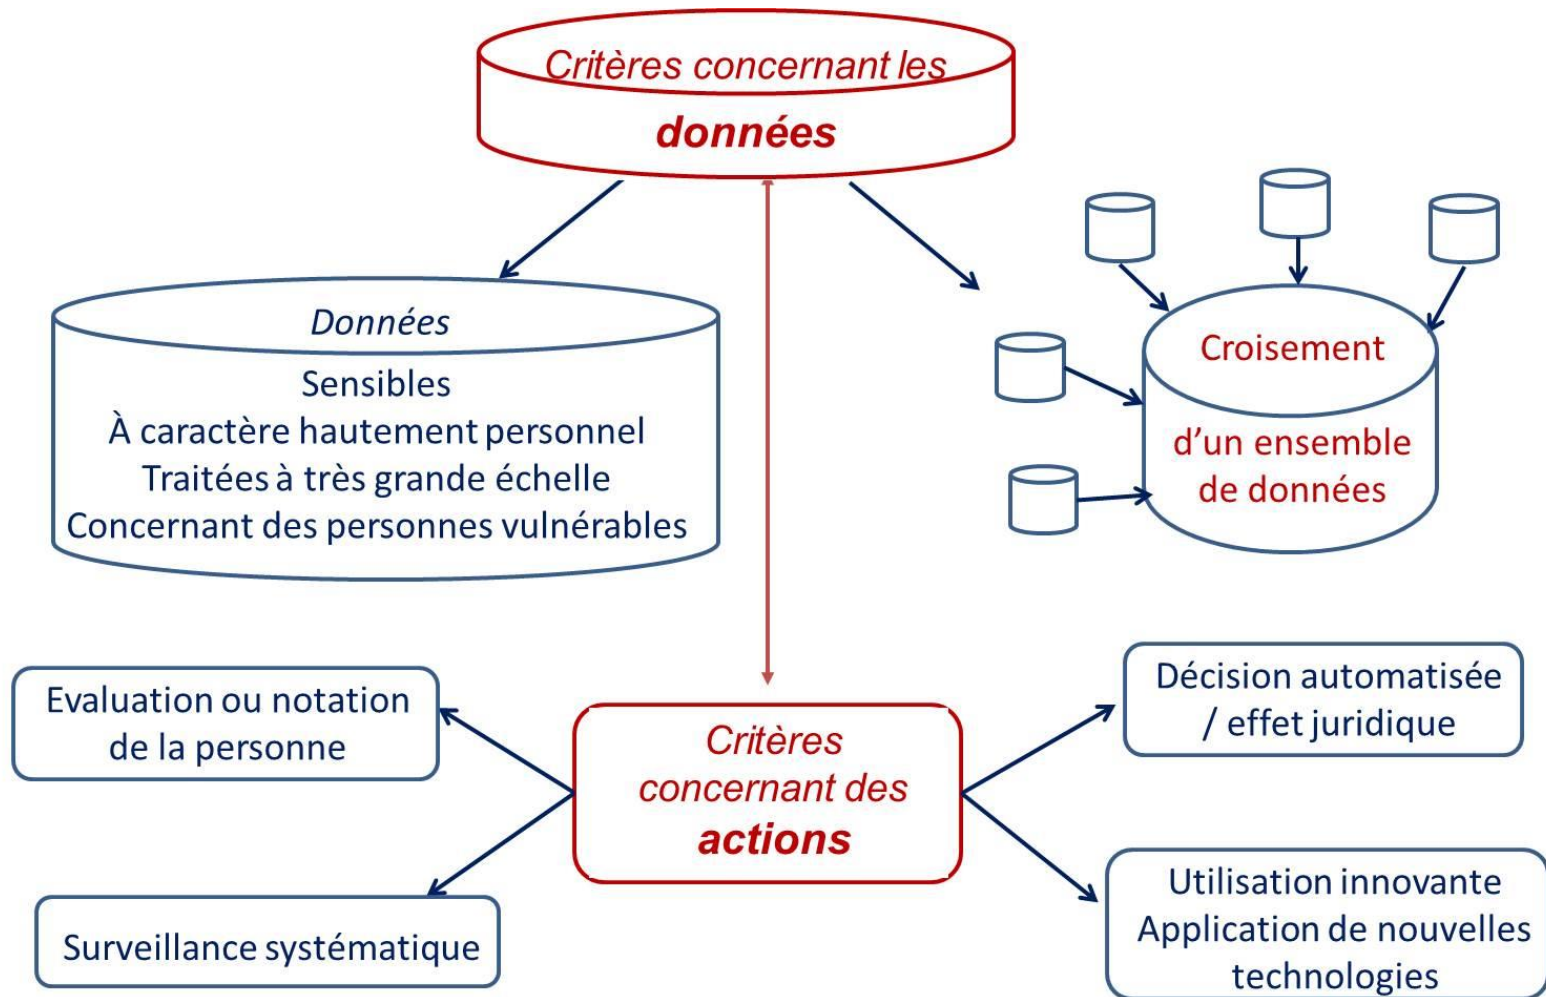 Critères concernant les
données
Données
Sensibles
À caractère hautement personnel
Traitées à très grande échelle
Concernant des personnes vulnérables
Croisement
d’un ensemble
de données
Evaluation ou notation
de la personne
Surveillance systématique
Critères
concernant des
actions
Décision automatisée
/ effet juridique
Utilisation innovante
Application de nouvelles
technologies